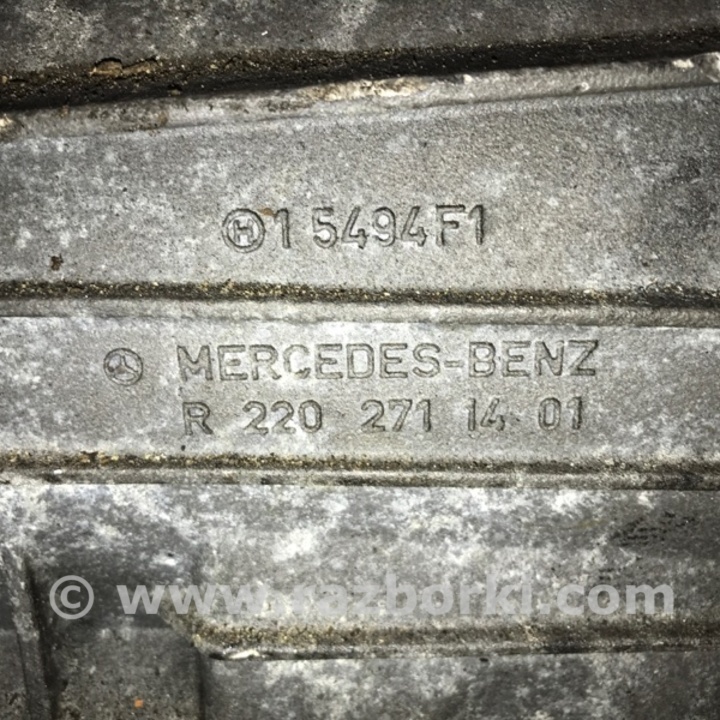 H 1 5494F1
MERCEDES-BENZ
R 220 271 14 01
© www.razborki.com